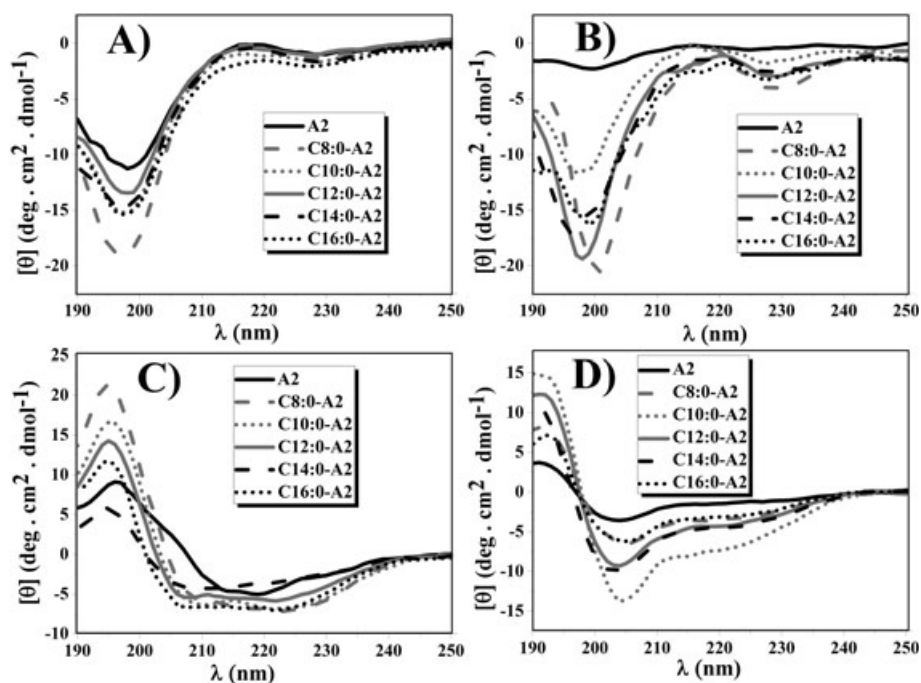 A)
[θ] (deg . cm² . dmol⁻¹)
0
-5
-10
-15
-20
A2
C8:0-A2
C10:0-A2
C12:0-A2
C14:0-A2
C16:0-A2
190 200 210 220 230 240 250
λ (nm)
B)
[θ] (deg . cm² . dmol⁻¹)
0
-5
-10
-15
-20
A2
C8:0-A2
C10:0-A2
C12:0-A2
C14:0-A2
C16:0-A2
190 200 210 220 230 240 250
λ (nm)
C)
[θ] (deg . cm² . dmol⁻¹)
25
20
15
10
5
0
-5
-10
A2
C8:0-A2
C10:0-A2
C12:0-A2
C14:0-A2
C16:0-A2
190 200 210 220 230 240 250
λ (nm)
D)
[θ] (deg . cm² . dmol⁻¹)
15
10
5
0
-5
-10
-15
A2
C8:0-A2
C10:0-A2
C12:0-A2
C14:0-A2
C16:0-A2
190 200 210 220 230 240 250
λ (nm)